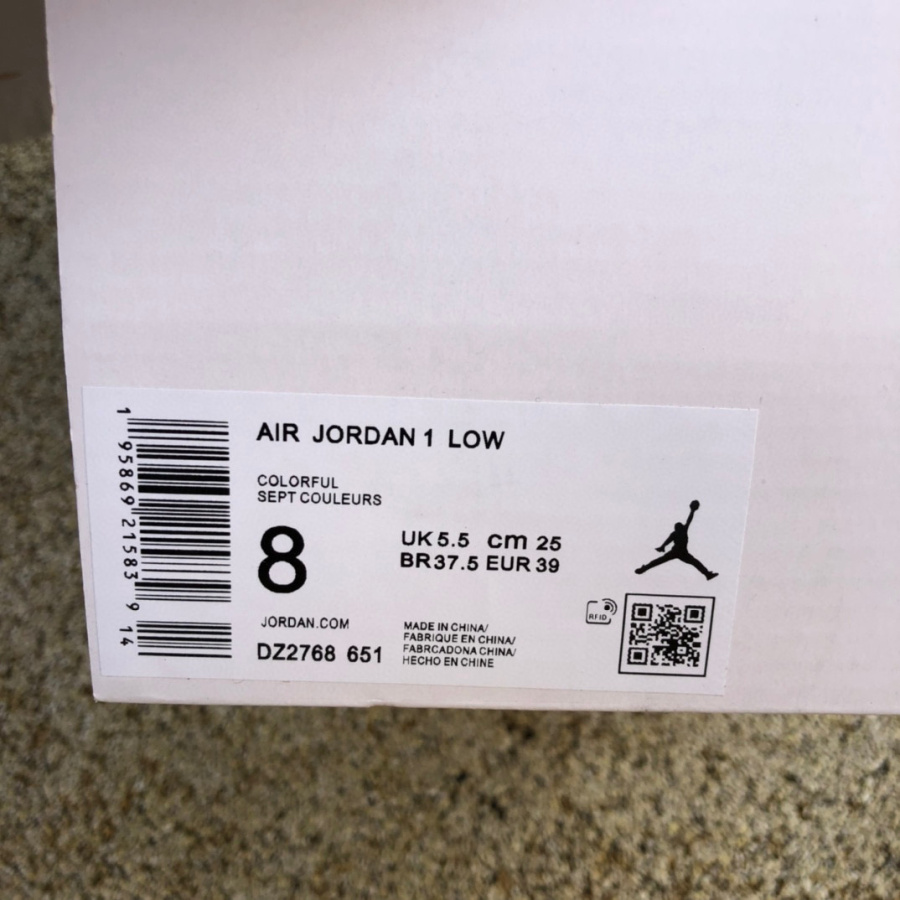 AIR JORDAN 1 LOW
COLORFUL
SEPT COULEURS
8
UK 5.5 cm 25
BR 37.5 EUR 39
JORDAN.COM
DZ2768 651
MADE IN CHINA/
FABRIQUE EN CHINA/
FABRCADONA CHINA/
HECHO EN CHINE
RFID
1 95869 21583 9 14